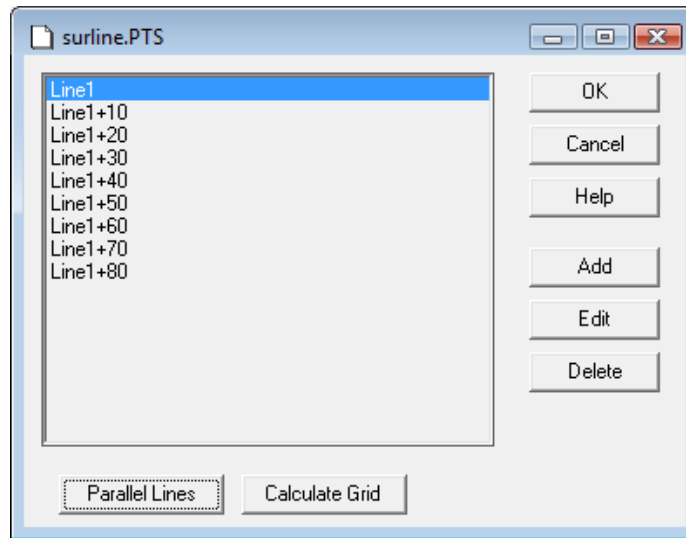 surline.PTS
Line1
Line1+10
Line1+20
Line1+30
Line1+40
Line1+50
Line1+60
Line1+70
Line1+80
OK
Cancel
Help
Add
Edit
Delete
Parallel Lines
Calculate Grid